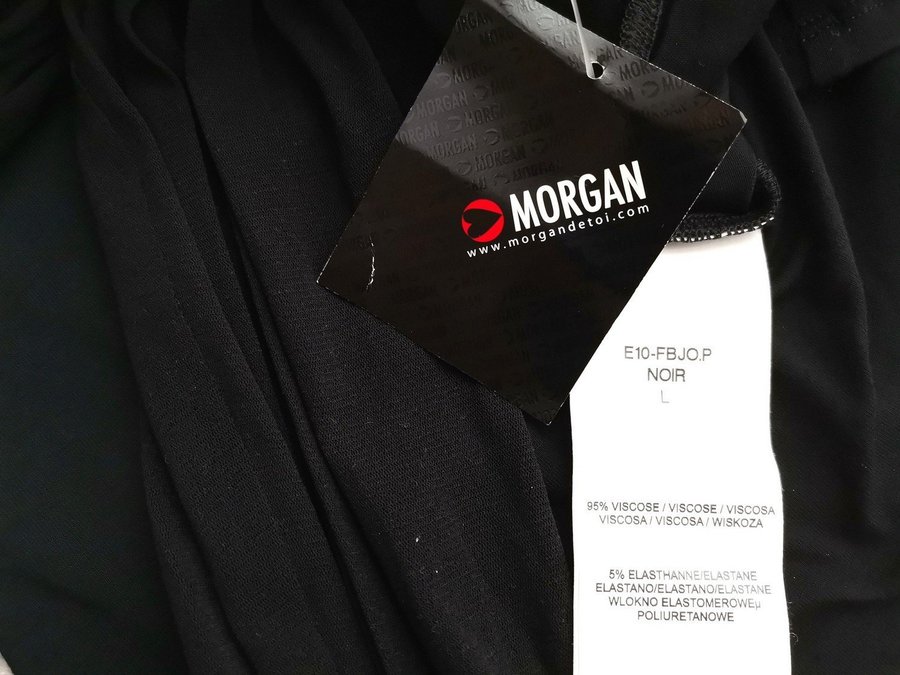 MORGAN
www.morgandetoi.com
E10-FBJO.P
NOIR
L
95% VISCOSE / VISCOSE / VISCOSA
VISCOSA / VISCOSA / WISKOZA
5% ELASTHANNE/ELASTANE
ELASTANO/ELASTANO/ELASTANE
WLOKNO ELASTOMEROWEµ
POLIURETANOWE